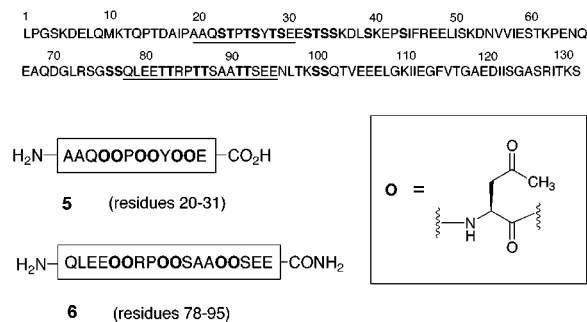 1 10 20 30 40 50 60
LPGSKDELQMKTQPTDAIPAAQSTPTSYTSEESTSSKDLSKEPSIFREELISKDNVVIESTKPENQ
70 80 90 100 110 120 130
EAQDGLRSGSSQLEETTRPTTSAATTSEENLTKSSQTVEEELGKIIEGFVTGAEDIISGASRITKS
H₂N AAQOOPOOYOOE CO₂H
5 (residues 20-31)
H₂N QLEEOORPOOSAAOOSEE CONH₂
6 (residues 78-95)
O
O = CH₃
N
H
O